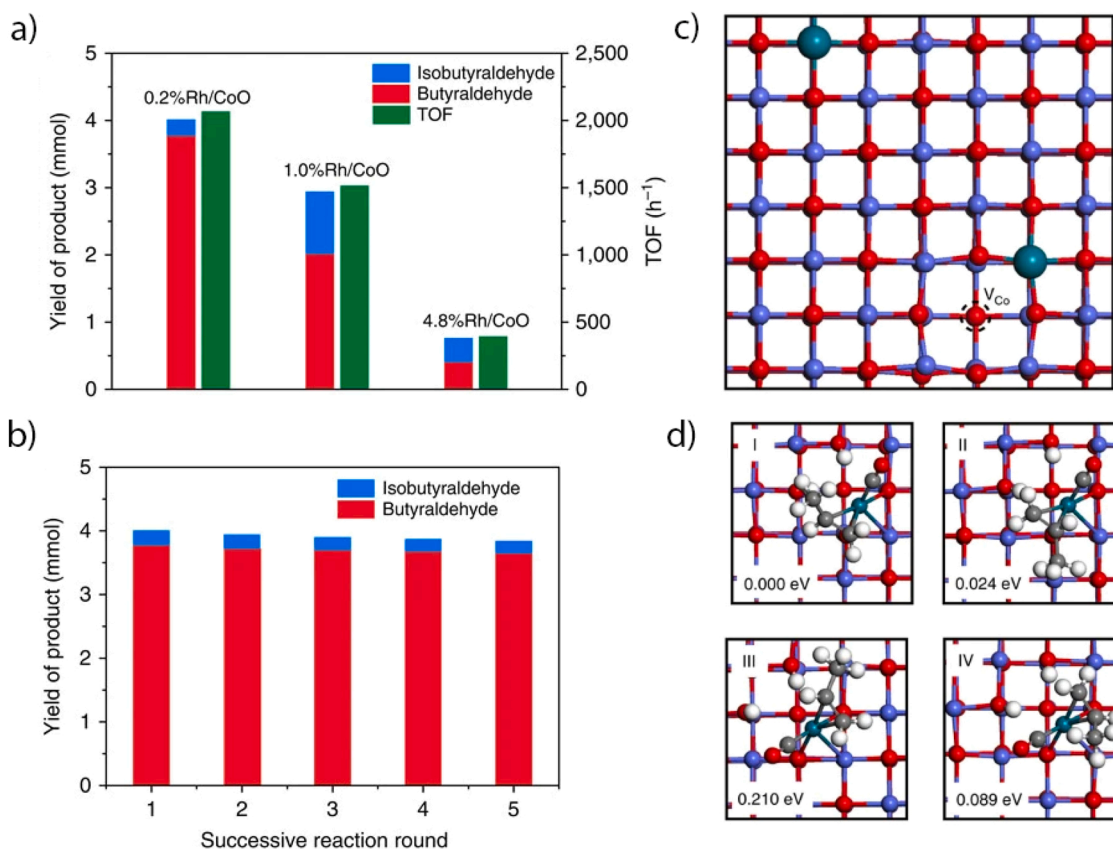 a)
5
4
3
2
1
0
Yield of product (mmol)
0.2%Rh/CoO
1.0%Rh/CoO
4.8%Rh/CoO
Isobutyraldehyde
Butyraldehyde
TOF
2,500
2,000
1,500
1,000
500
0
TOF (h⁻¹)
b)
5
4
3
2
1
0
Yield of product (mmol)
Isobutyraldehyde
Butyraldehyde
1 2 3 4 5
Successive reaction round
c)
V_Co
d)
I
0.000 eV
II
0.024 eV
III
0.210 eV
IV
0.089 eV